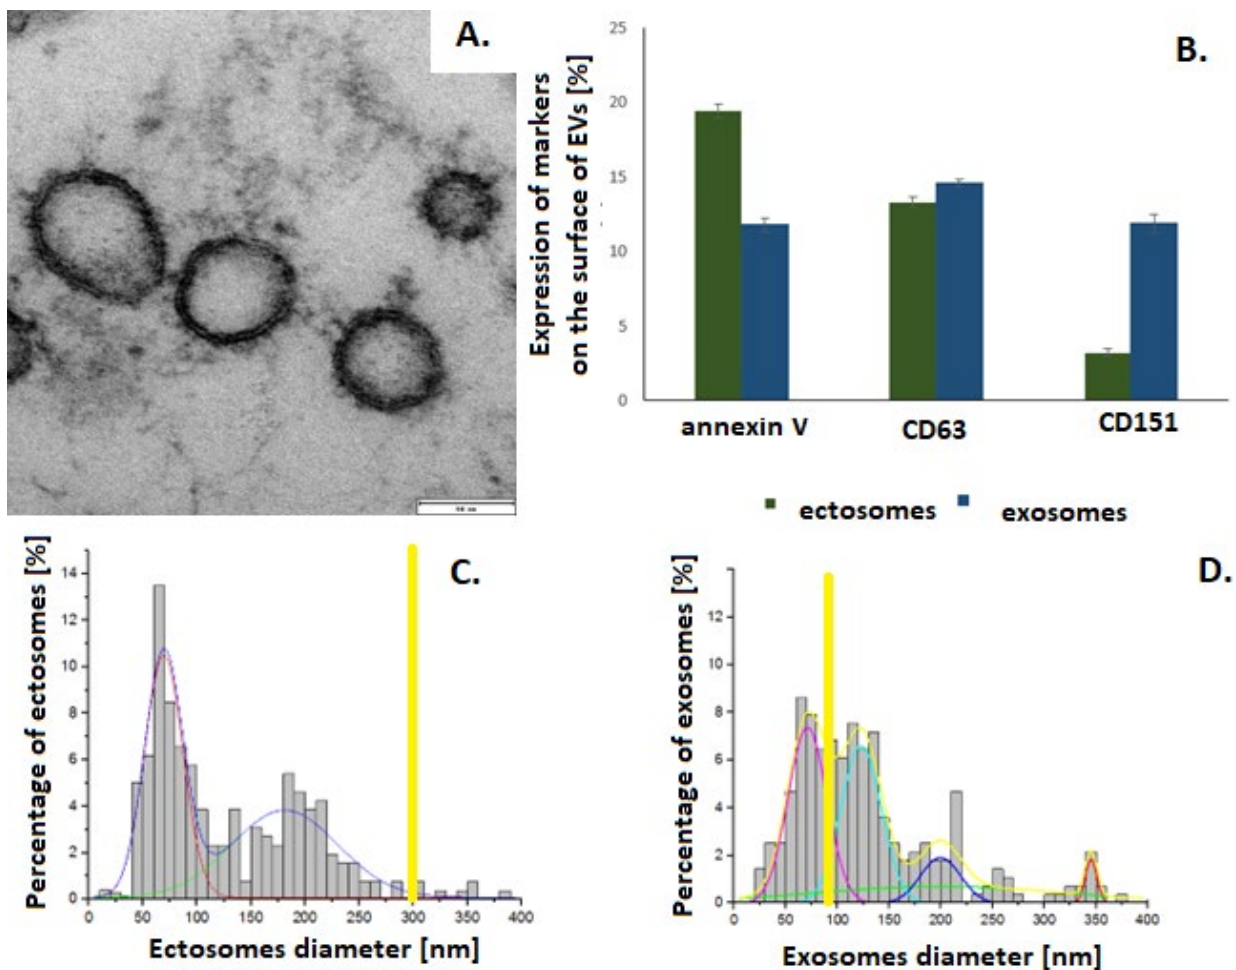 A.
B.
Expression of markers
on the surface of EVs [%]
25
20
15
10
5
0
annexin V
CD63
CD151
ectosomes
exosomes
C.
Percentage of ectosomes [%]
14
12
10
8
6
4
2
0
0 50 100 150 200 250 300 350 400
Ectosomes diameter [nm]
D.
Percentage of exosomes [%]
12
10
8
6
4
2
0
0 50 100 150 200 250 300 350 400
Exosomes diameter [nm]